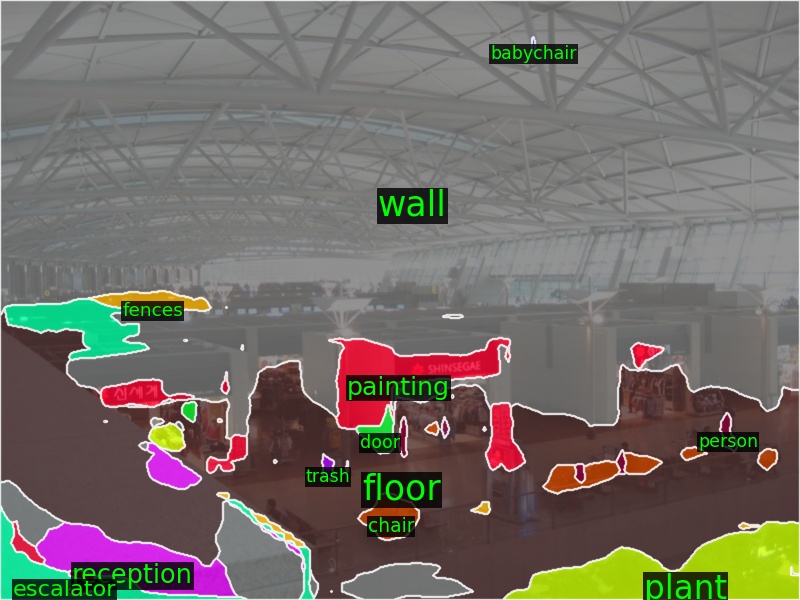 babychair
wall
fences
SHINSEGAE
painting
신세계
door
person
trash
floor
chair
reception
escalator
plant